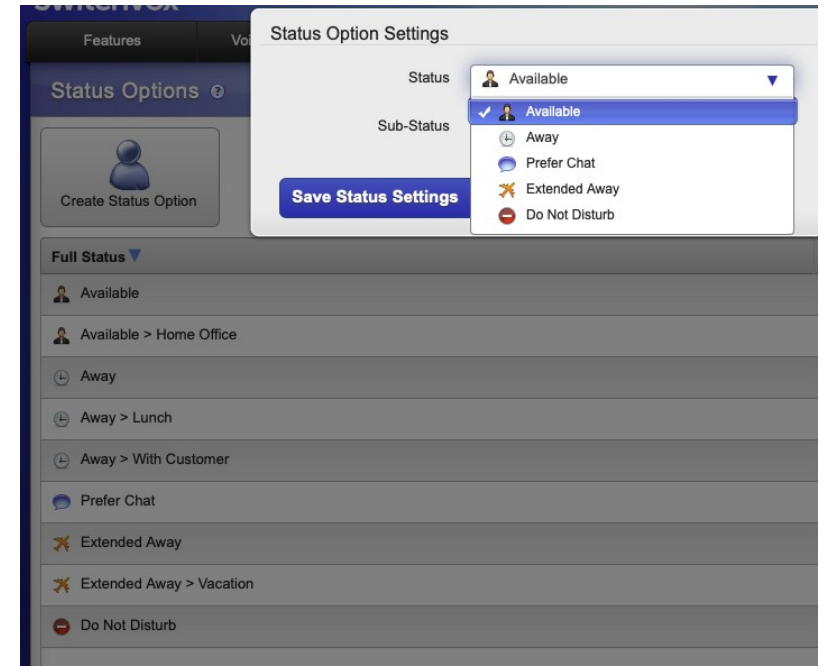 Features
Status Options
Create Status Option
Status Option Settings
Status
Available
Available
Away
Prefer Chat
Extended Away
Do Not Disturb
Sub-Status
Save Status Settings
Full Status
Available
Available > Home Office
Away
Away > Lunch
Away > With Customer
Prefer Chat
Extended Away
Extended Away > Vacation
Do Not Disturb